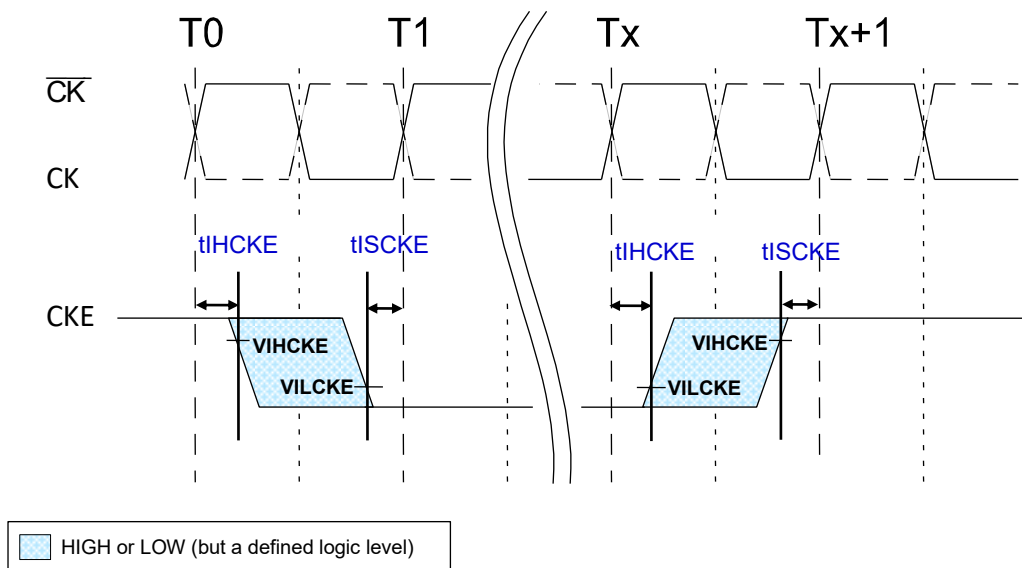 T0 T1 Tx Tx+1
CK
CK
tIHCKE tISCKE tIHCKE tISCKE
CKE
VIHCKE VIHCKE
VILCKE VILCKE
HIGH or LOW (but a defined logic level)